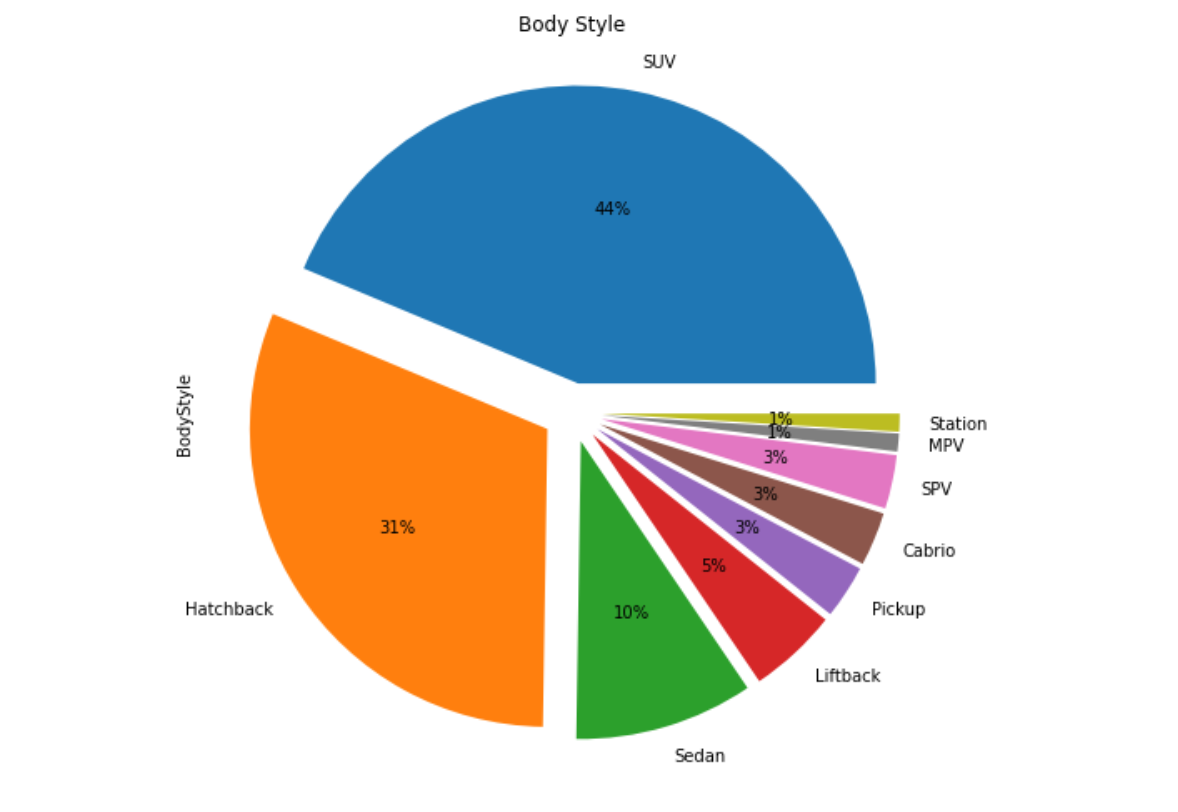 Body Style
SUV
44%
BodyStyle
31%
Hatchback
10%
Sedan
5%
Liftback
3%
Pickup
3%
Cabrio
3%
SPV
1%
MPV
1%
Station